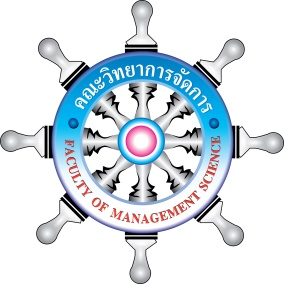 คณะวิทยาการจัดการ
FACULTY OF MANAGEMENT SCIENCE